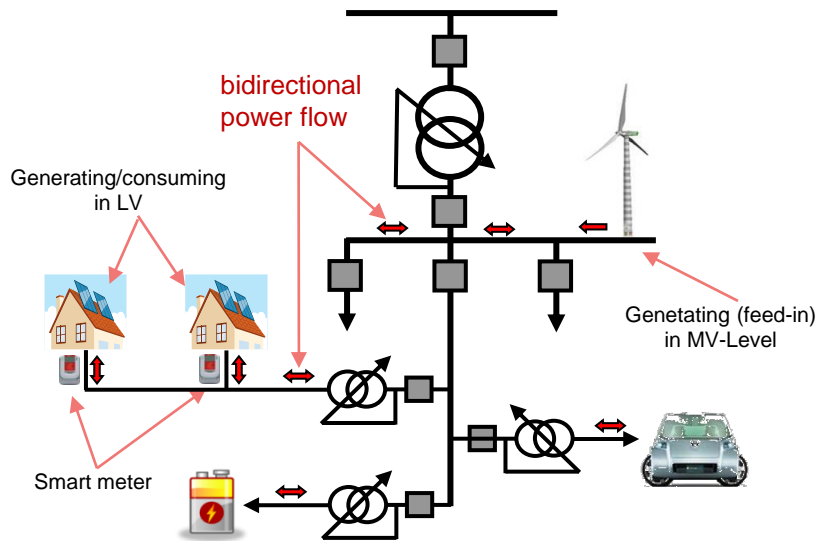 bidirectional
power flow
Generating/consuming
in LV
Genetating (feed-in)
in MV-Level
Smart meter